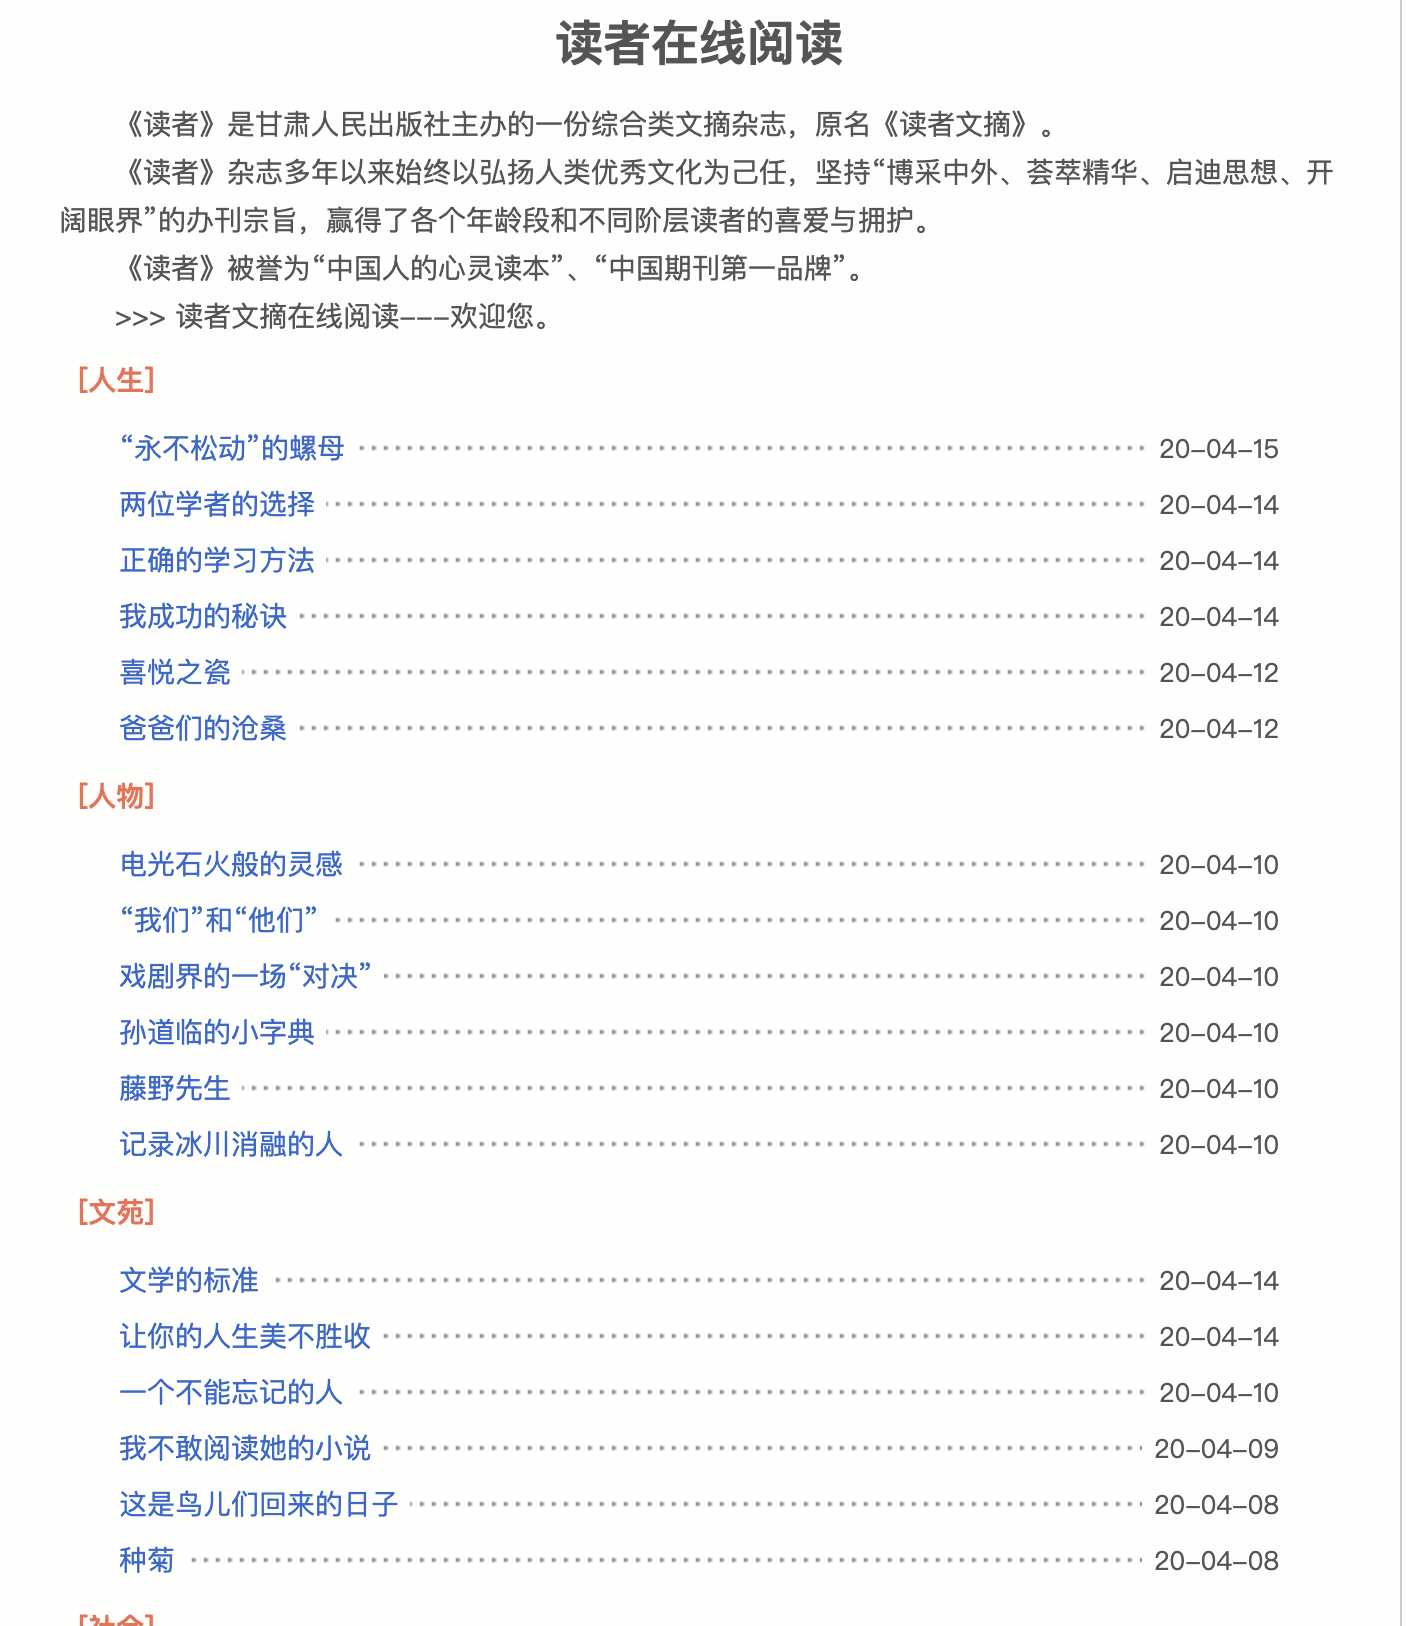 读者在线阅读
《读者》是甘肃人民出版社主办的一份综合类文摘杂志，原名《读者文摘》。
《读者》杂志多年以来始终以弘扬人类优秀文化为己任，坚持“博采中外、荟萃精华、启迪思想、开
阔眼界”的办刊宗旨，赢得了各个年龄段和不同阶层读者的喜爱与拥护。
《读者》被誉为“中国人的心灵读本”、“中国期刊第一品牌”。
>>> 读者文摘在线阅读---欢迎您。
[人生]
“永不松动”的螺母 20-04-15
两位学者的选择 20-04-14
正确的学习方法 20-04-14
我成功的秘诀 20-04-14
喜悦之瓷 20-04-12
爸爸们的沧桑 20-04-12
[人物]
电光石火般的灵感 20-04-10
“我们”和“他们” 20-04-10
戏剧界的一场“对决” 20-04-10
孙道临的小字典 20-04-10
藤野先生 20-04-10
记录冰川消融的人 20-04-10
[文苑]
文学的标准 20-04-14
让你的人生美不胜收 20-04-14
一个不能忘记的人 20-04-10
我不敢阅读她的小说 20-04-09
这是鸟儿们回来的日子 20-04-08
种菊 20-04-08
[社会]